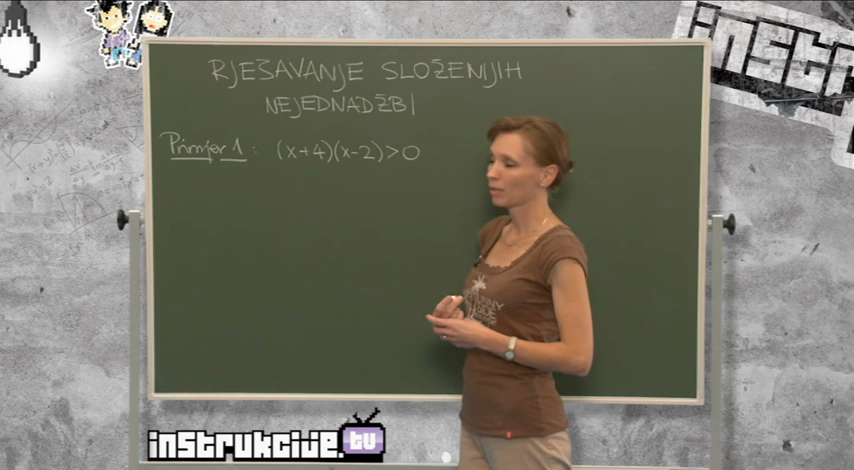 RJEŠAVANJE SLOŽENIJIH
NEJEDNADŽBI
Primjer 1: (x+4)(x-2)>0
instrukcije.tv